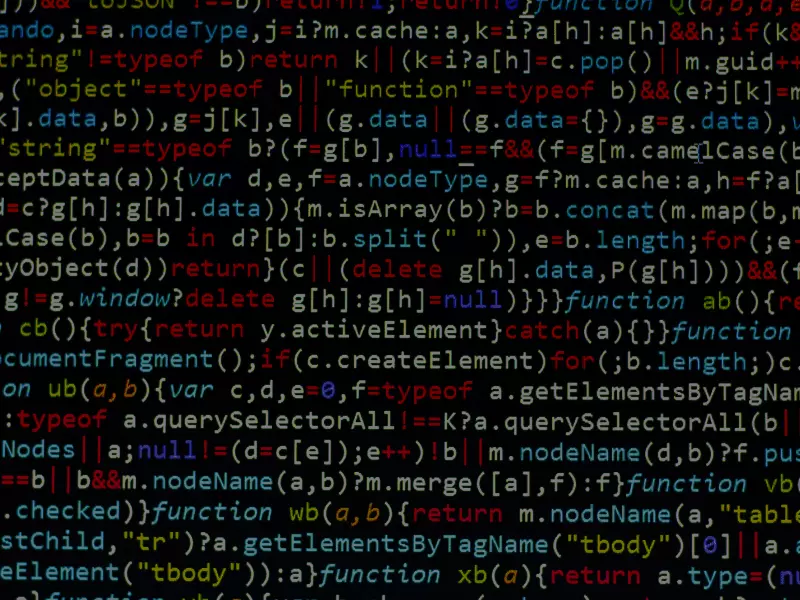 "toJSON"!==b)return!1;return!0}function Q(a,b,d,e
ando,i=a.nodeType,j=i?m.cache:a,k=i?a[h]:a[h]&&h;if(k&
tring"!=typeof b)return k||(k=i?a[h]=c.pop()||m.guid++
,("object"==typeof b||"function"==typeof b)&&(e?j[k]=m
k].data,b)),g=j[k],e||(g.data||(g.data={}),g=g.data),v
"string"==typeof b?(f=g[b],null==f&&(f=g[m.camelCase(b
ceptData(a)){var d,e,f=a.nodeType,g=f?m.cache:a,h=f?a[
d=c?g[h]:g[h].data)){m.isArray(b)?b=b.concat(m.map(b,m
.Case(b),b=b in d?[b]:b.split(" ")),e=b.length;for(;e-
yObject(d))return}(c||(delete g[h].data,P(g[h])))&&(f
g!=g.window?delete g[h]:g[h]=null)}}}function ab(){re
cb(){try{return y.activeElement}catch(a){}}function
ocumentFragment();if(c.createElement)for(;b.length;)c.
on ub(a,b){var c,d,e=0,f=typeof a.getElementsByTagName
:typeof a.querySelectorAll!==K?a.querySelectorAll(b||
Nodes||a;null!=(d=c[e]);e++)!b||m.nodeName(d,b)?f.pus
==b||b&&m.nodeName(a,b)?m.merge([a],f):f}function vb(
.checked)}function wb(a,b){return m.nodeName(a,"table
stChild,"tr")?a.getElementsByTagName("tbody")[0]||a.a
eElement("tbody")):a}function xb(a){return a.type=(nu